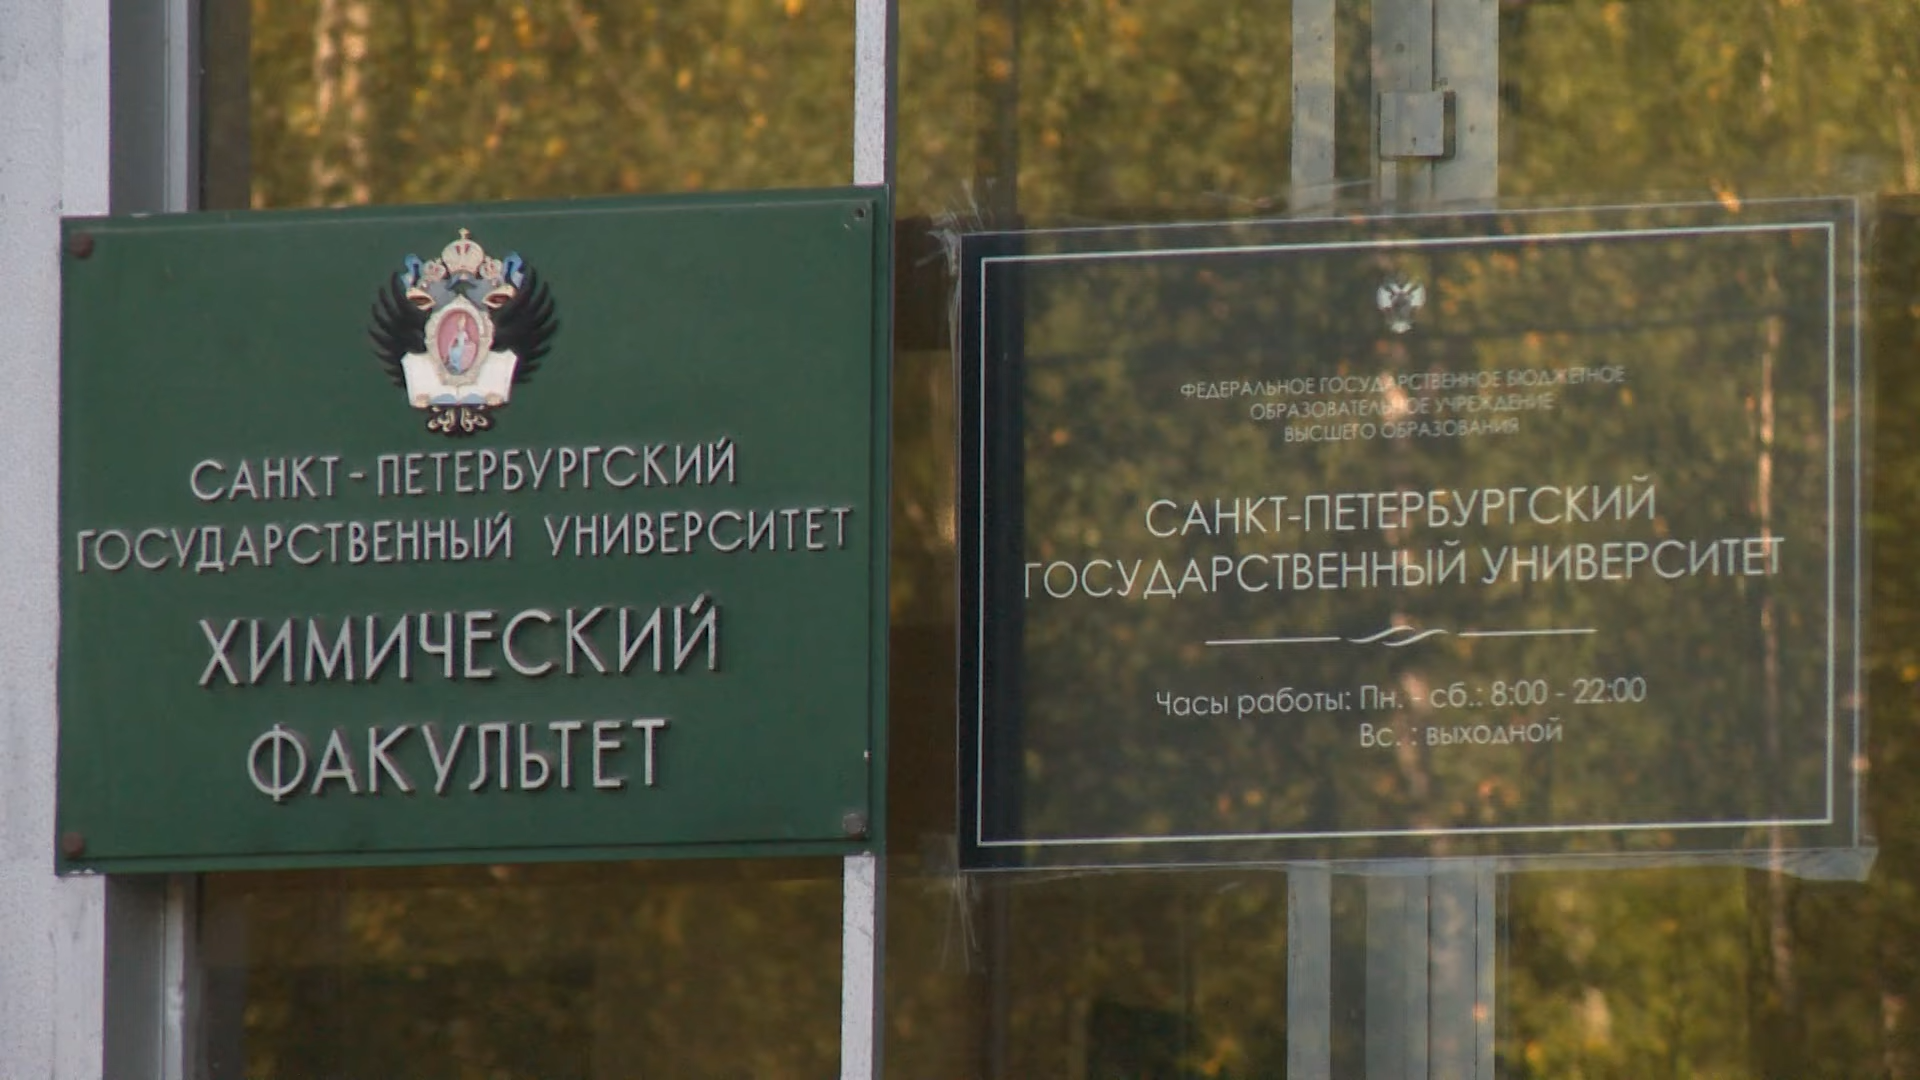 САНКТ-ПЕТЕРБУРГСКИЙ
ГОСУДАРСТВЕННЫЙ УНИВЕРСИТЕТ
ХИМИЧЕСКИЙ
ФАКУЛЬТЕТ
ФЕДЕРАЛЬНОЕ ГОСУДАРСТВЕННОЕ БЮДЖЕТНОЕ
ОБРАЗОВАТЕЛЬНОЕ УЧРЕЖДЕНИЕ
ВЫСШЕГО ОБРАЗОВАНИЯ
САНКТ-ПЕТЕРБУРГСКИЙ
ГОСУДАРСТВЕННЫЙ УНИВЕРСИТЕТ
Часы работы: Пн. - сб.: 8:00 - 22:00
Вс. : выходной